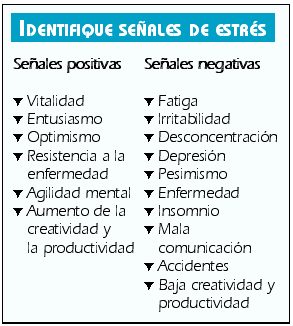 IDENTIFIQUE SEÑALES DE ESTRÉS
Señales positivas
Vitalidad
Entusiasmo
Optimismo
Resistencia a la
enfermedad
Agilidad mental
Aumento de la
creatividad y
la productividad
Señales negativas
Fatiga
Irritabilidad
Desconcentración
Depresión
Pesimismo
Enfermedad
Insomnio
Mala
comunicación
Accidentes
Baja creatividad y
productividad